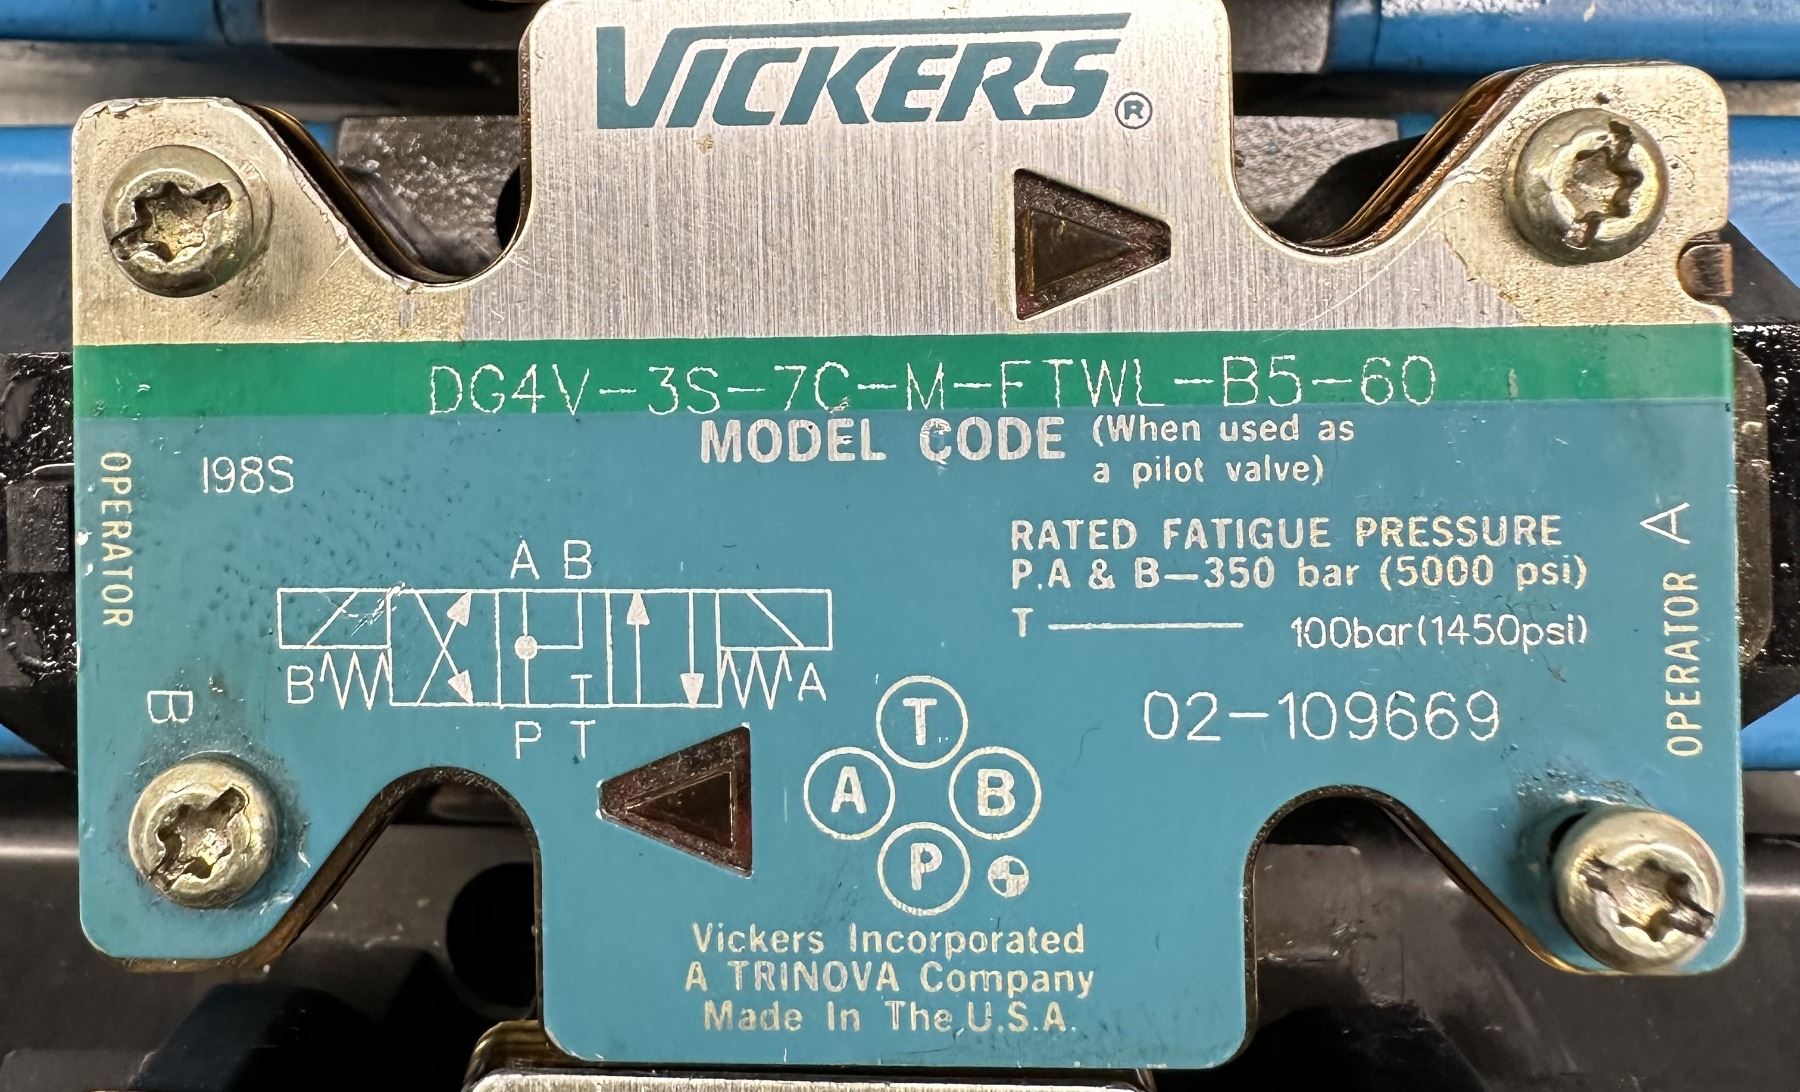 VICKERS®
DG4V-3S-7C-M-FTWL-B5-60
MODEL CODE (When used as
a pilot valve)
198S
OPERATOR
B
RATED FATIGUE PRESSURE
P.A & B—350 bar (5000 psi)
T 100bar(1450psi)
OPERATOR A
A B
B A
T
P T
02-109669
T
A B
P
Vickers Incorporated
A TRINOVA Company
Made In The U.S.A.